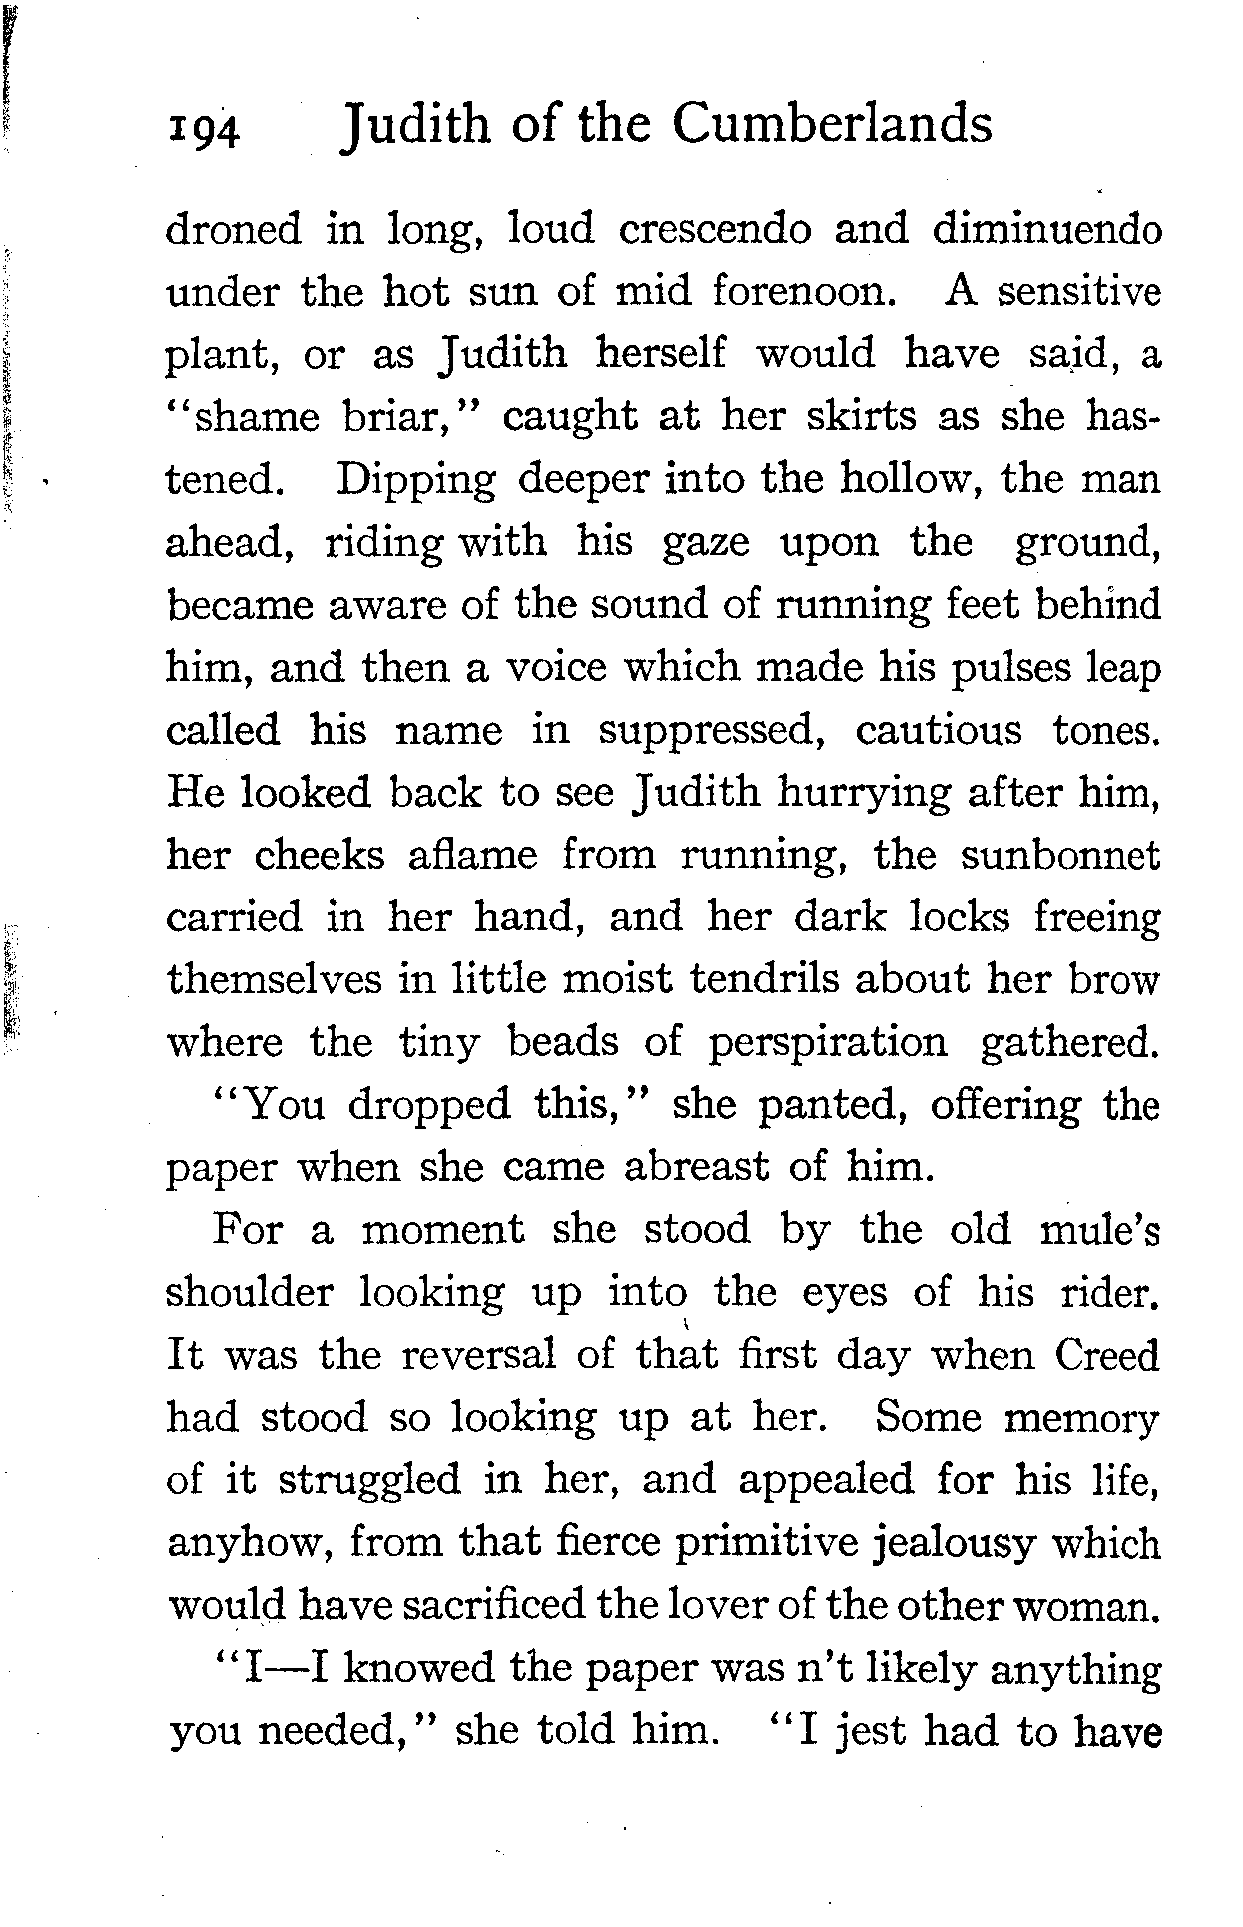 194 Judith of the Cumberlands
droned in long, loud crescendo and diminuendo
under the hot sun of mid forenoon. A sensitive
plant, or as Judith herself would have said, a
“shame briar,” caught at her skirts as she has-
tened. Dipping deeper into the hollow, the man
ahead, riding with his gaze upon the ground,
became aware of the sound of running feet behind
him, and then a voice which made his pulses leap
called his name in suppressed, cautious tones.
He looked back to see Judith hurrying after him,
her cheeks aflame from running, the sunbonnet
carried in her hand, and her dark locks freeing
themselves in little moist tendrils about her brow
where the tiny beads of perspiration gathered.
“You dropped this,” she panted, offering the
paper when she came abreast of him.
For a moment she stood by the old mule's
shoulder looking up into the eyes of his rider.
It was the reversal of that first day when Creed
had stood so looking up at her. Some memory
of it struggled in her, and appealed for his life,
anyhow, from that fierce primitive jealousy which
would have sacrificed the lover of the other woman.
“I—I knowed the paper was n't likely anything
you needed,” she told him. “I jest had to have